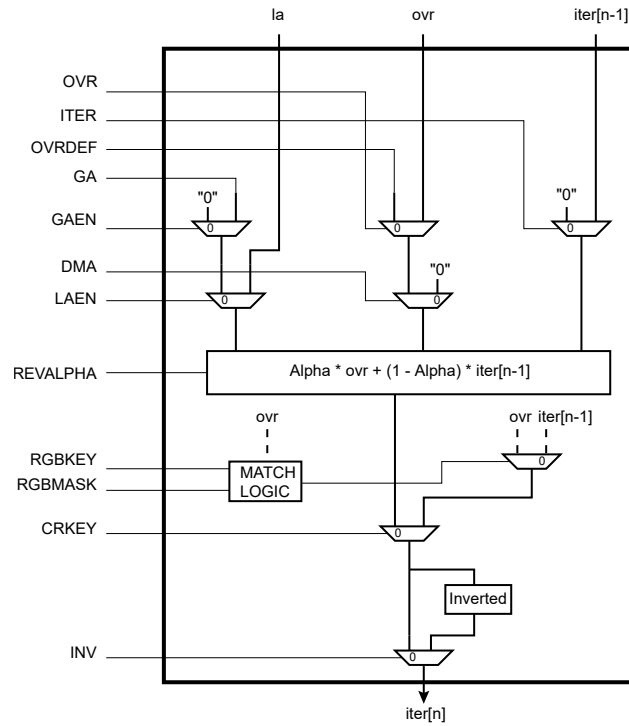 la ovr iter[n-1]
OVR
ITER
OVRDEF
GA
"0" "0"
GAEN 0 0 0
DMA "0"
LAEN 0 0
REVALPHA Alpha * ovr + (1 - Alpha) * iter[n-1]
ovr ovr iter[n-1]
RGBKEY MATCH 0
RGBMASK LOGIC
CRKEY 0
Inverted
INV 0
iter[n]